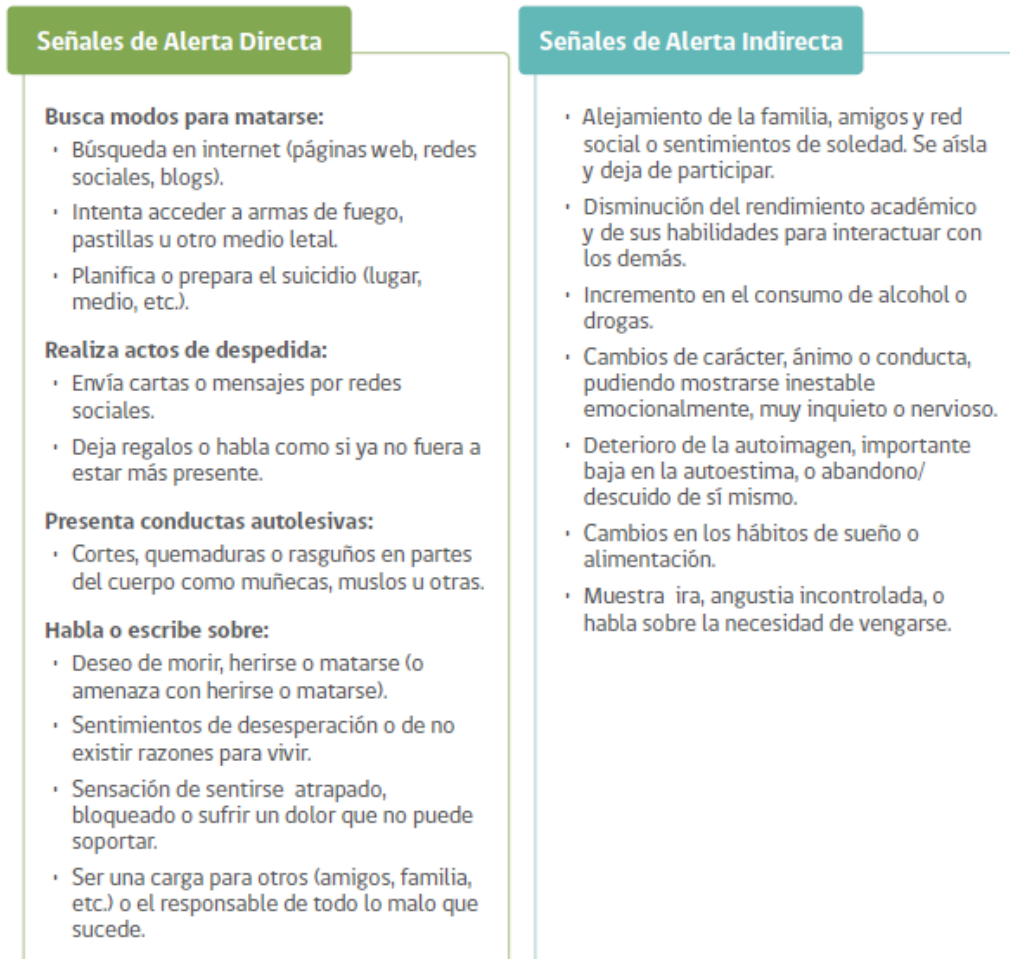 Señales de Alerta Directa
Busca modos para matarse:
· Búsqueda en internet (páginas web, redes
sociales, blogs).
· Intenta acceder a armas de fuego,
pastillas u otro medio letal.
· Planifica o prepara el suicidio (lugar,
medio, etc.).
Realiza actos de despedida:
· Envía cartas o mensajes por redes
sociales.
· Deja regalos o habla como si ya no fuera a
estar más presente.
Presenta conductas autolesivas:
· Cortes, quemaduras o rasguños en partes
del cuerpo como muñecas, muslos u otras.
Habla o escribe sobre:
· Deseo de morir, herirse o matarse (o
amenaza con herirse o matarse).
· Sentimientos de desesperación o de no
existir razones para vivir.
· Sensación de sentirse atrapado,
bloqueado o sufrir un dolor que no puede
soportar.
· Ser una carga para otros (amigos, familia,
etc.) o el responsable de todo lo malo que
sucede.
Señales de Alerta Indirecta
· Alejamiento de la familia, amigos y red
social o sentimientos de soledad. Se aísla
y deja de participar.
· Disminución del rendimiento académico
y de sus habilidades para interactuar con
los demás.
· Incremento en el consumo de alcohol o
drogas.
· Cambios de carácter, ánimo o conducta,
pudiendo mostrarse inestable
emocionalmente, muy inquieto o nervioso.
· Deterioro de la autoimagen, importante
baja en la autoestima, o abandono/
descuido de sí mismo.
· Cambios en los hábitos de sueño o
alimentación.
· Muestra ira, angustia incontrolada, o
habla sobre la necesidad de vengarse.